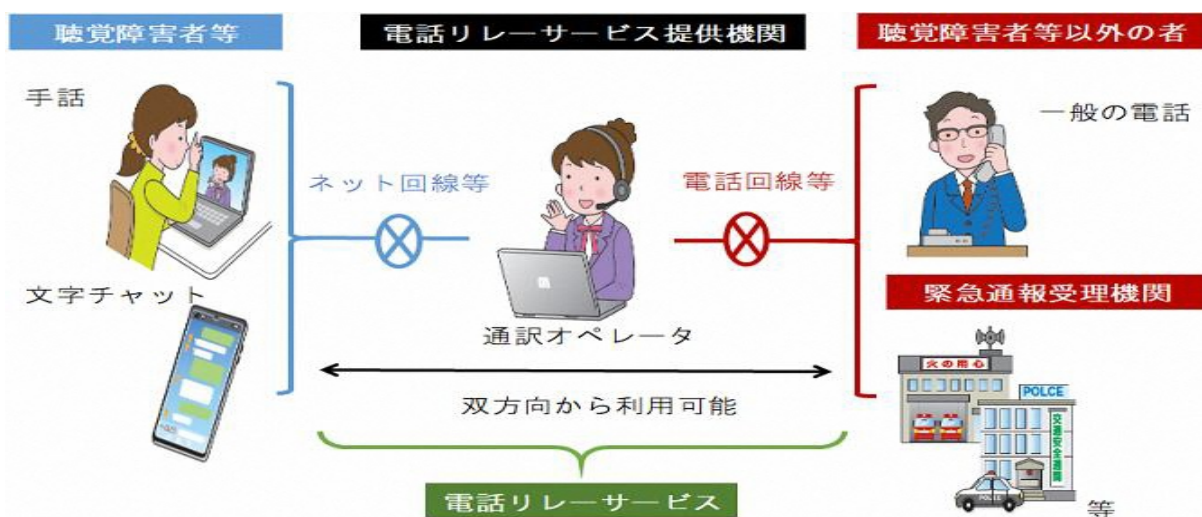 聴覚障害者等
電話リレーサービス提供機関
聴覚障害者等以外の者
手話
一般の電話
ネット回線等
電話回線等
文字チャット
通訳オペレータ
緊急通報受理機関
火の用心
双方向から利用可能
POLCE
交通安全週間
POLICE
電話リレーサービス
等